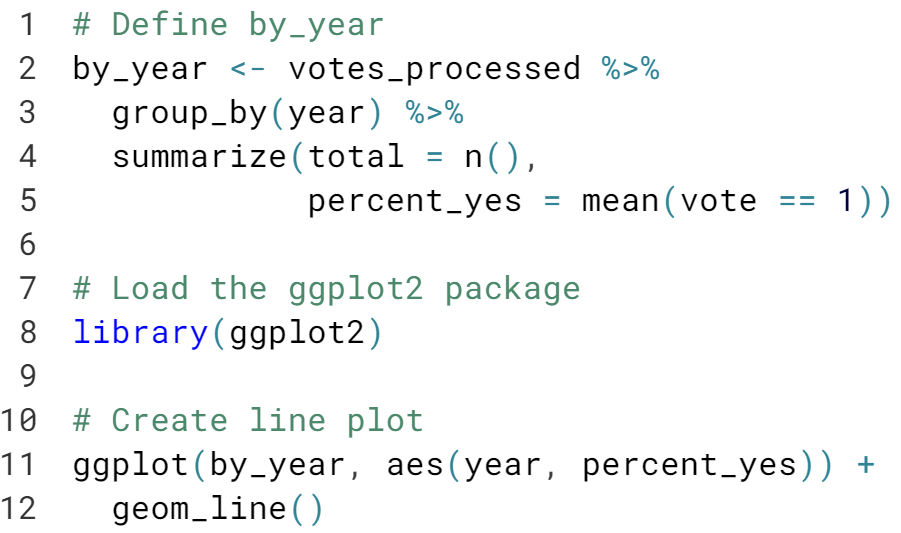 1 # Define by_year
2 by_year <- votes_processed %>%
3   group_by(year) %>%
4   summarize(total = n(),
5             percent_yes = mean(vote == 1))
6
7 # Load the ggplot2 package
8 library(ggplot2)
9
10 # Create line plot
11 ggplot(by_year, aes(year, percent_yes)) +
12   geom_line()